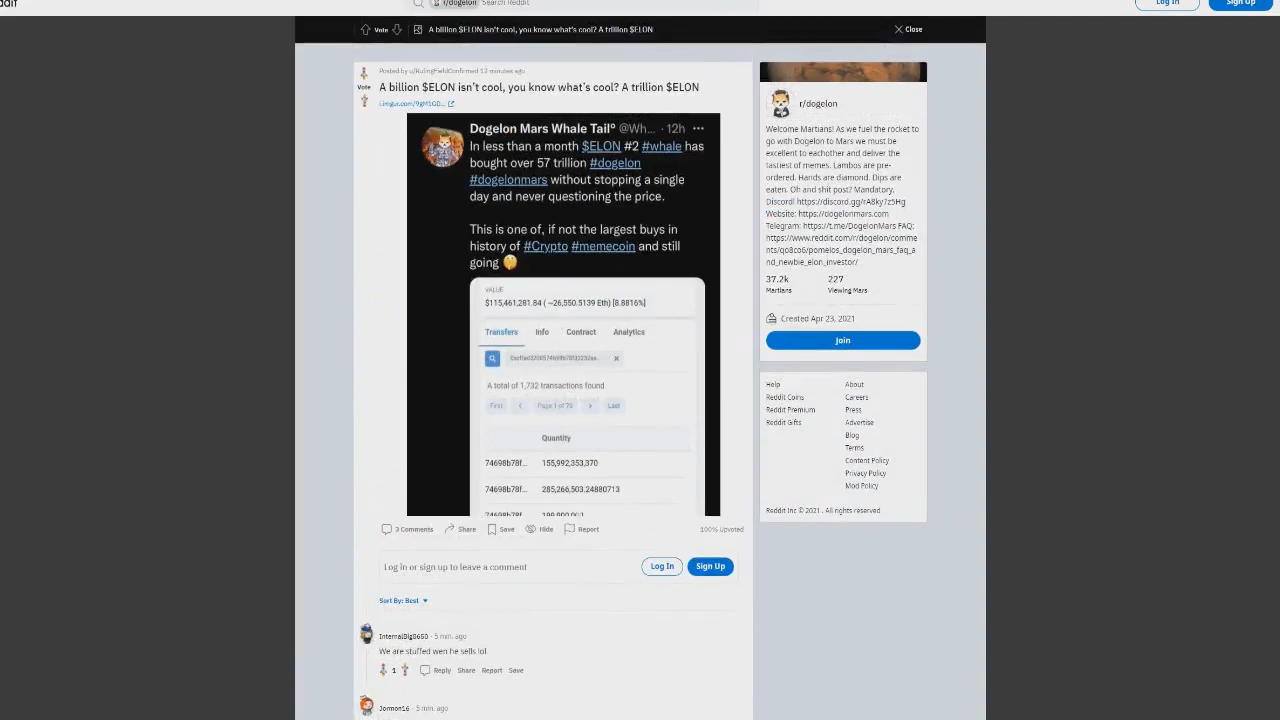 r/dogelon
Search Reddit
Log In
Sign Up
Vote
A billion $ELON isn't cool, you know what's cool? A trillion $ELON
Close
Posted by u/RulingFieldConfirmed 12 minutes ago
Vote
A billion $ELON isn't cool, you know what's cool? A trillion $ELON
Dogelon Mars Whale Tail° @Wh... · 12h ···
In less than a month $ELON #2 #whale has
bought over 57 trillion #dogelon
#dogelonmars without stopping a single
day and never questioning the price.
This is one of, if not the largest buys in
history of #Crypto #memecoin and still
going 🤔
VALUE
$115,461,281.84 ( ~26,550.5139 Eth) [8.8816%]
Transfers Info Contract Analytics
A total of 1,732 transactions found
First Page 1 of 70 Last
Quantity
74698b78f... 155,992,353,370
74698b78f... 285,266,503.24880713
3 Comments Share Save Hide Report 100% Upvoted
Log in or sign up to leave a comment
Log In
Sign Up
Sort By: Best
InternalBig8650 · 5 min. ago
We are stuffed wen he sells lol
1 Reply Share Report Save
Jormon16 · 5 min. ago
r/dogelon
Welcome Martians! As we fuel the rocket to
go with Dogelon to Mars we must be
excellent to eachother and deliver the
tastiest of memes. Lambos are pre-
ordered. Hands are diamond. Dips are
eaten. Oh and shit post? Mandatory.
Discord! https://discord.gg/rA8ky7z5Hg
Website: https://dogelonmars.com
Telegram: https://t.me/DogelonMars FAQ:
https://www.reddit.com/r/dogelon/comme
nts/qo8co6/pomelos_dogelon_mars_faq_a
nd_newbie_elon_investor/
37.2k 227
Martians Viewing Mars
Created Apr 23, 2021
Join
Help About
Reddit Coins Careers
Reddit Premium Press
Reddit Gifts Advertise
Blog
Terms
Content Policy
Privacy Policy
Mod Policy
Reddit Inc © 2021 . All rights reserved